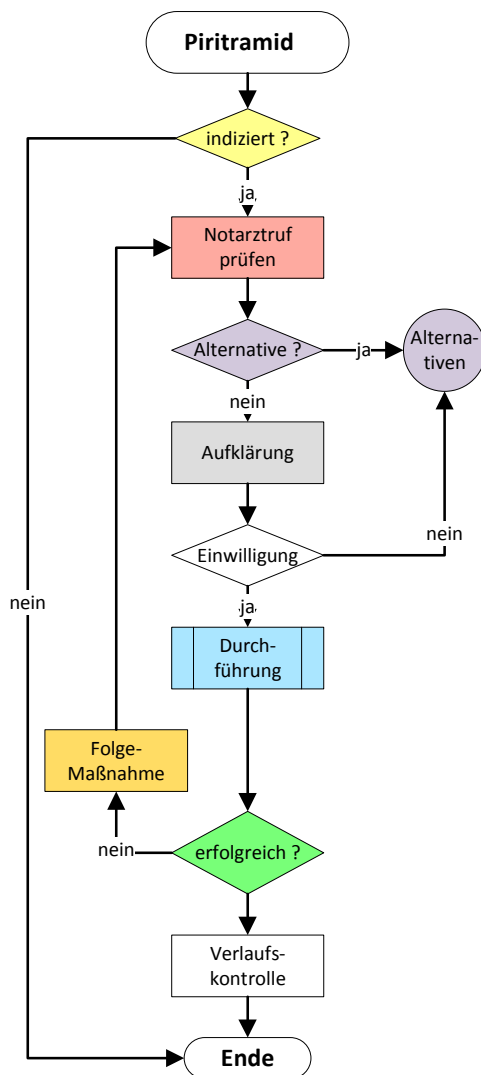 Piritramid
indiziert ?
ja
Notarztruf
prüfen
Alternative ?
ja
Alterna-
tiven
nein
Aufklärung
Einwilligung
nein
ja
nein
Durch-
führung
Folge-
Maßnahme
nein
erfolgreich ?
Verlaufs-
kontrolle
Ende